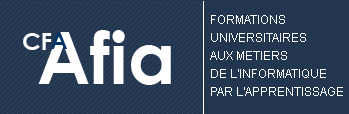 CFA
Afia
FORMATIONS
UNIVERSITAIRES
AUX METIERS
DE L'INFORMATIQUE
PAR L'APPRENTISSAGE